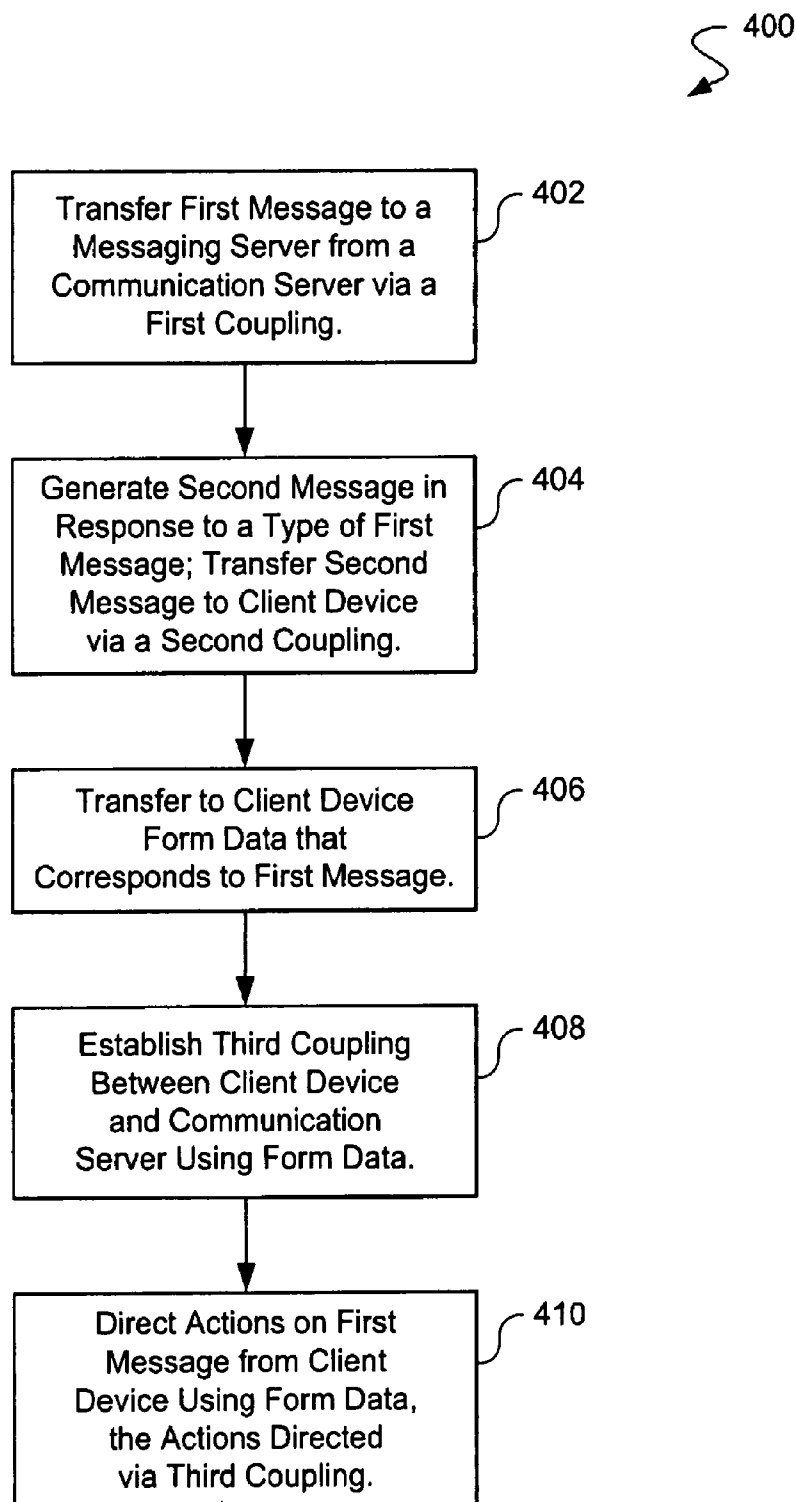 400
Transfer First Message to a
Messaging Server from a
Communication Server via a
First Coupling.
402
Generate Second Message in
Response to a Type of First
Message; Transfer Second
Message to Client Device
via a Second Coupling.
404
Transfer to Client Device
Form Data that
Corresponds to First Message.
406
Establish Third Coupling
Between Client Device
and Communication
Server Using Form Data.
408
Direct Actions on First
Message from Client
Device Using Form Data,
the Actions Directed
via Third Coupling.
410